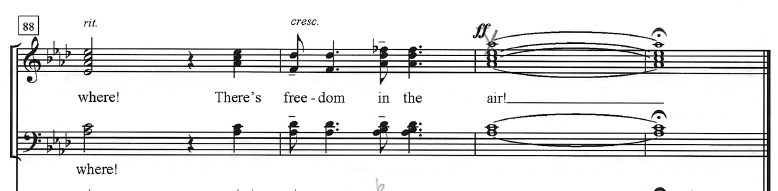 88
rit.
cresc.
ff
where! There's free - dom in the air!
where!
b